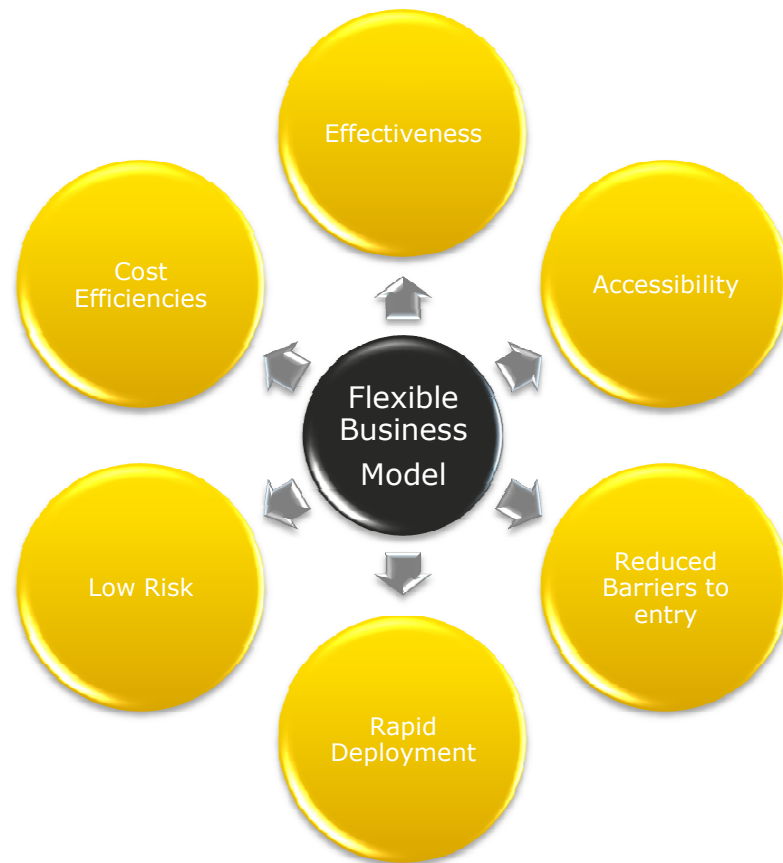 Effectiveness
Accessibility
Reduced
Barriers to
entry
Rapid
Deployment
Low Risk
Cost
Efficiencies
Flexible
Business
Model